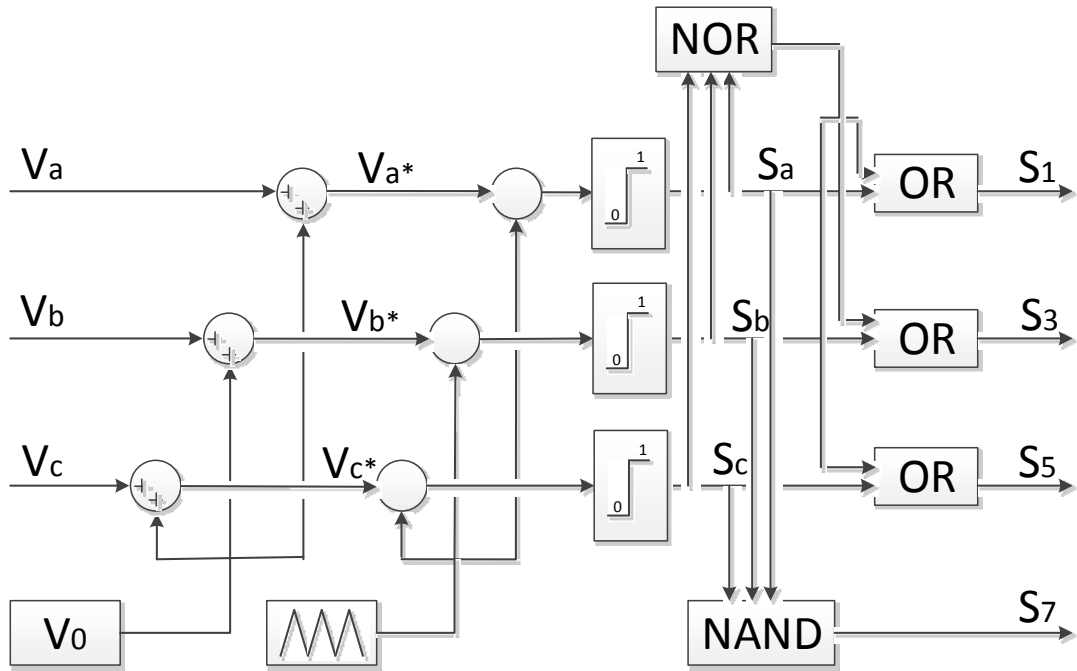 NOR
Va
Va*
1
0
Sa
OR
S1
Vb
Vb*
1
0
Sb
OR
S3
Vc
Vc*
1
0
Sc
OR
S5
V0
NAND
S7